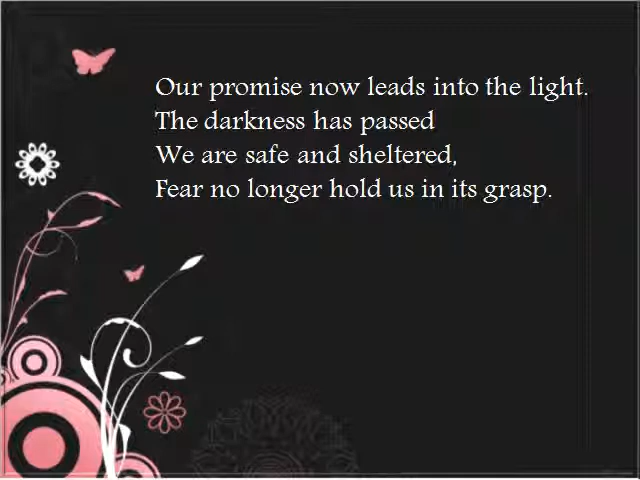 Our promise now leads into the light.
The darkness has passed
We are safe and sheltered,
Fear no longer hold us in its grasp.